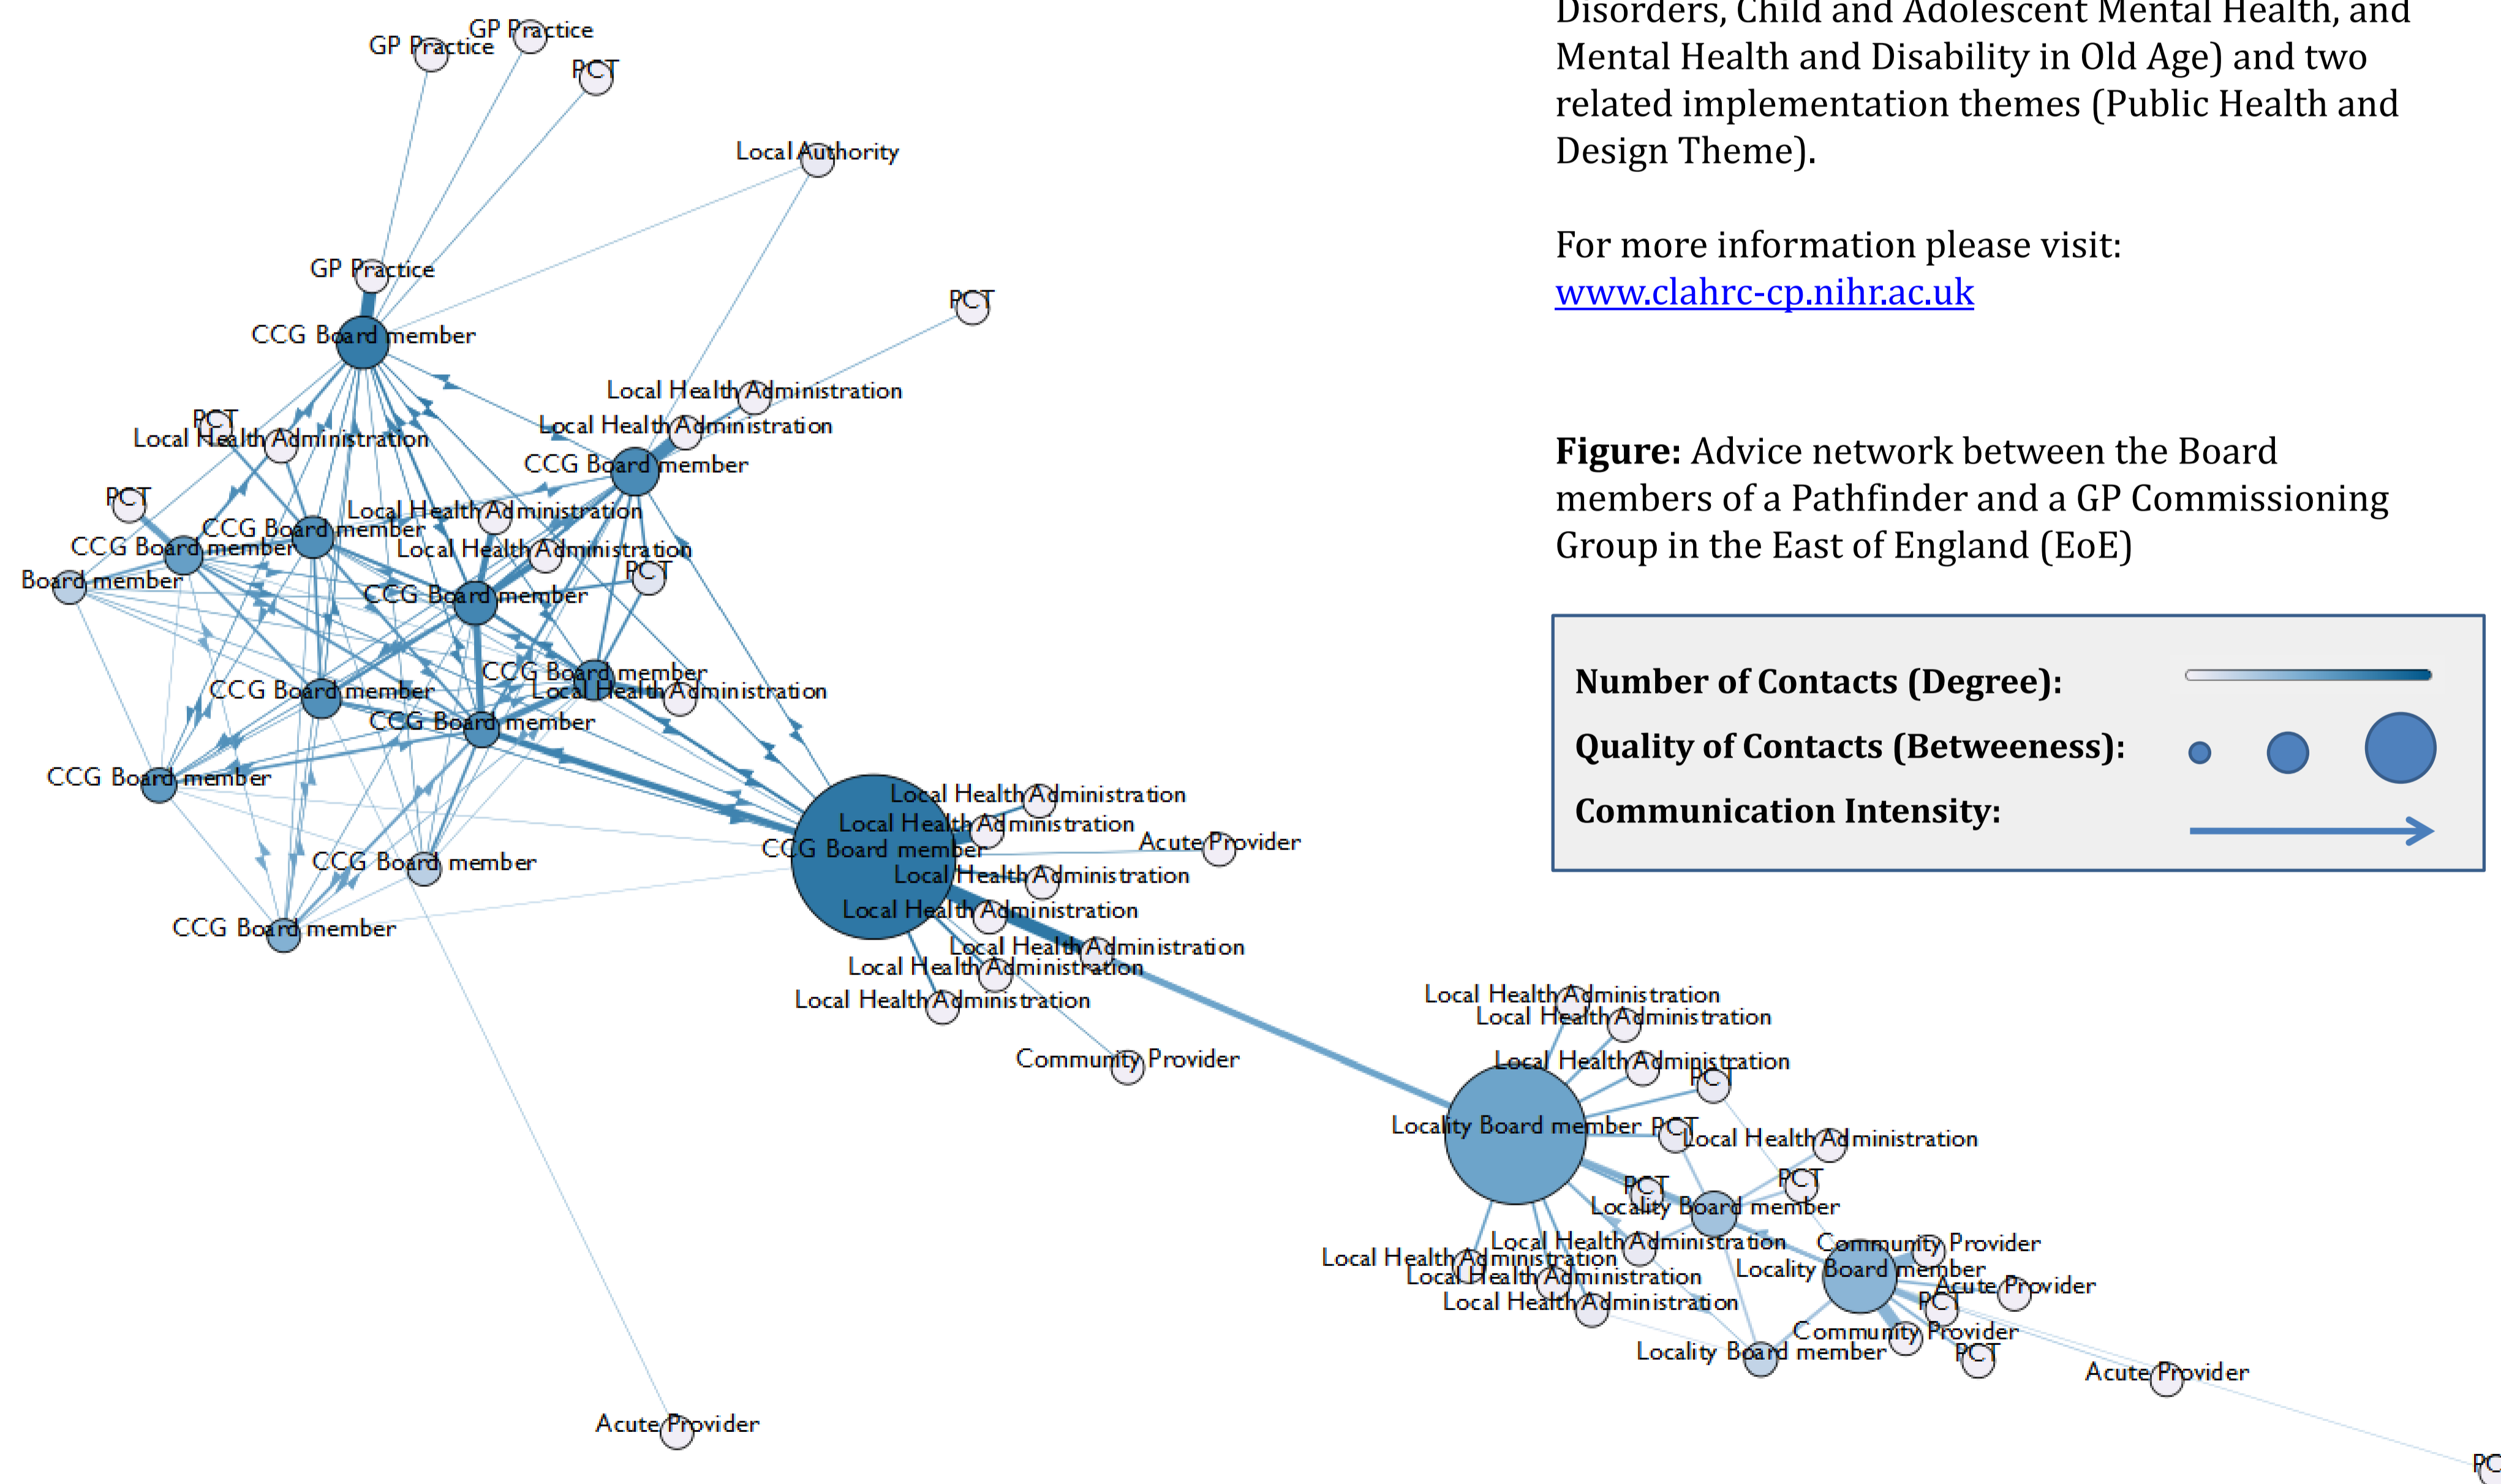 Disorders, Child and Adolescent Mental Health, and
Mental Health and Disability in Old Age) and two
related implementation themes (Public Health and
Design Theme).
For more information please visit:
www.clahrc-cp.nihr.ac.uk
Figure: Advice network between the Board
members of a Pathfinder and a GP Commissioning
Group in the East of England (EoE)
Number of Contacts (Degree):
Quality of Contacts (Betweeness):
Communication Intensity:
GP Practice
GP Practice
PCT
Local Authority
GP Practice
PCT
CCG Board member
Local Health Administration
PCT
Local Health Administration
Local Health Administration
CCG Board member
PCT
Local Health Administration
CCG Board member
CCG Board member
Local Health Administration
PCT
Board member
CCG Board member
CCG Board member
Local Health Administration
CCG Board member
CCG Board member
CCG Board member
Local Health Administration
Local Health Administration
CCG Board member
Acute Provider
CCG Board member
Local Health Administration
Local Health Administration
CCG Board member
Local Health Administration
Local Health Administration
Local Health Administration
Community Provider
Local Health Administration
Local Health Administration
Local Health Administration
PCT
Locality Board member
PCT
Local Health Administration
PCT
PCT
Locality Board member
Local Health Administration
Community Provider
Local Health Administration
Locality Board member
Local Health Administration
Acute Provider
Local Health Administration
PCT
Community Provider
Locality Board member
PCT
Acute Provider
Acute Provider
PC